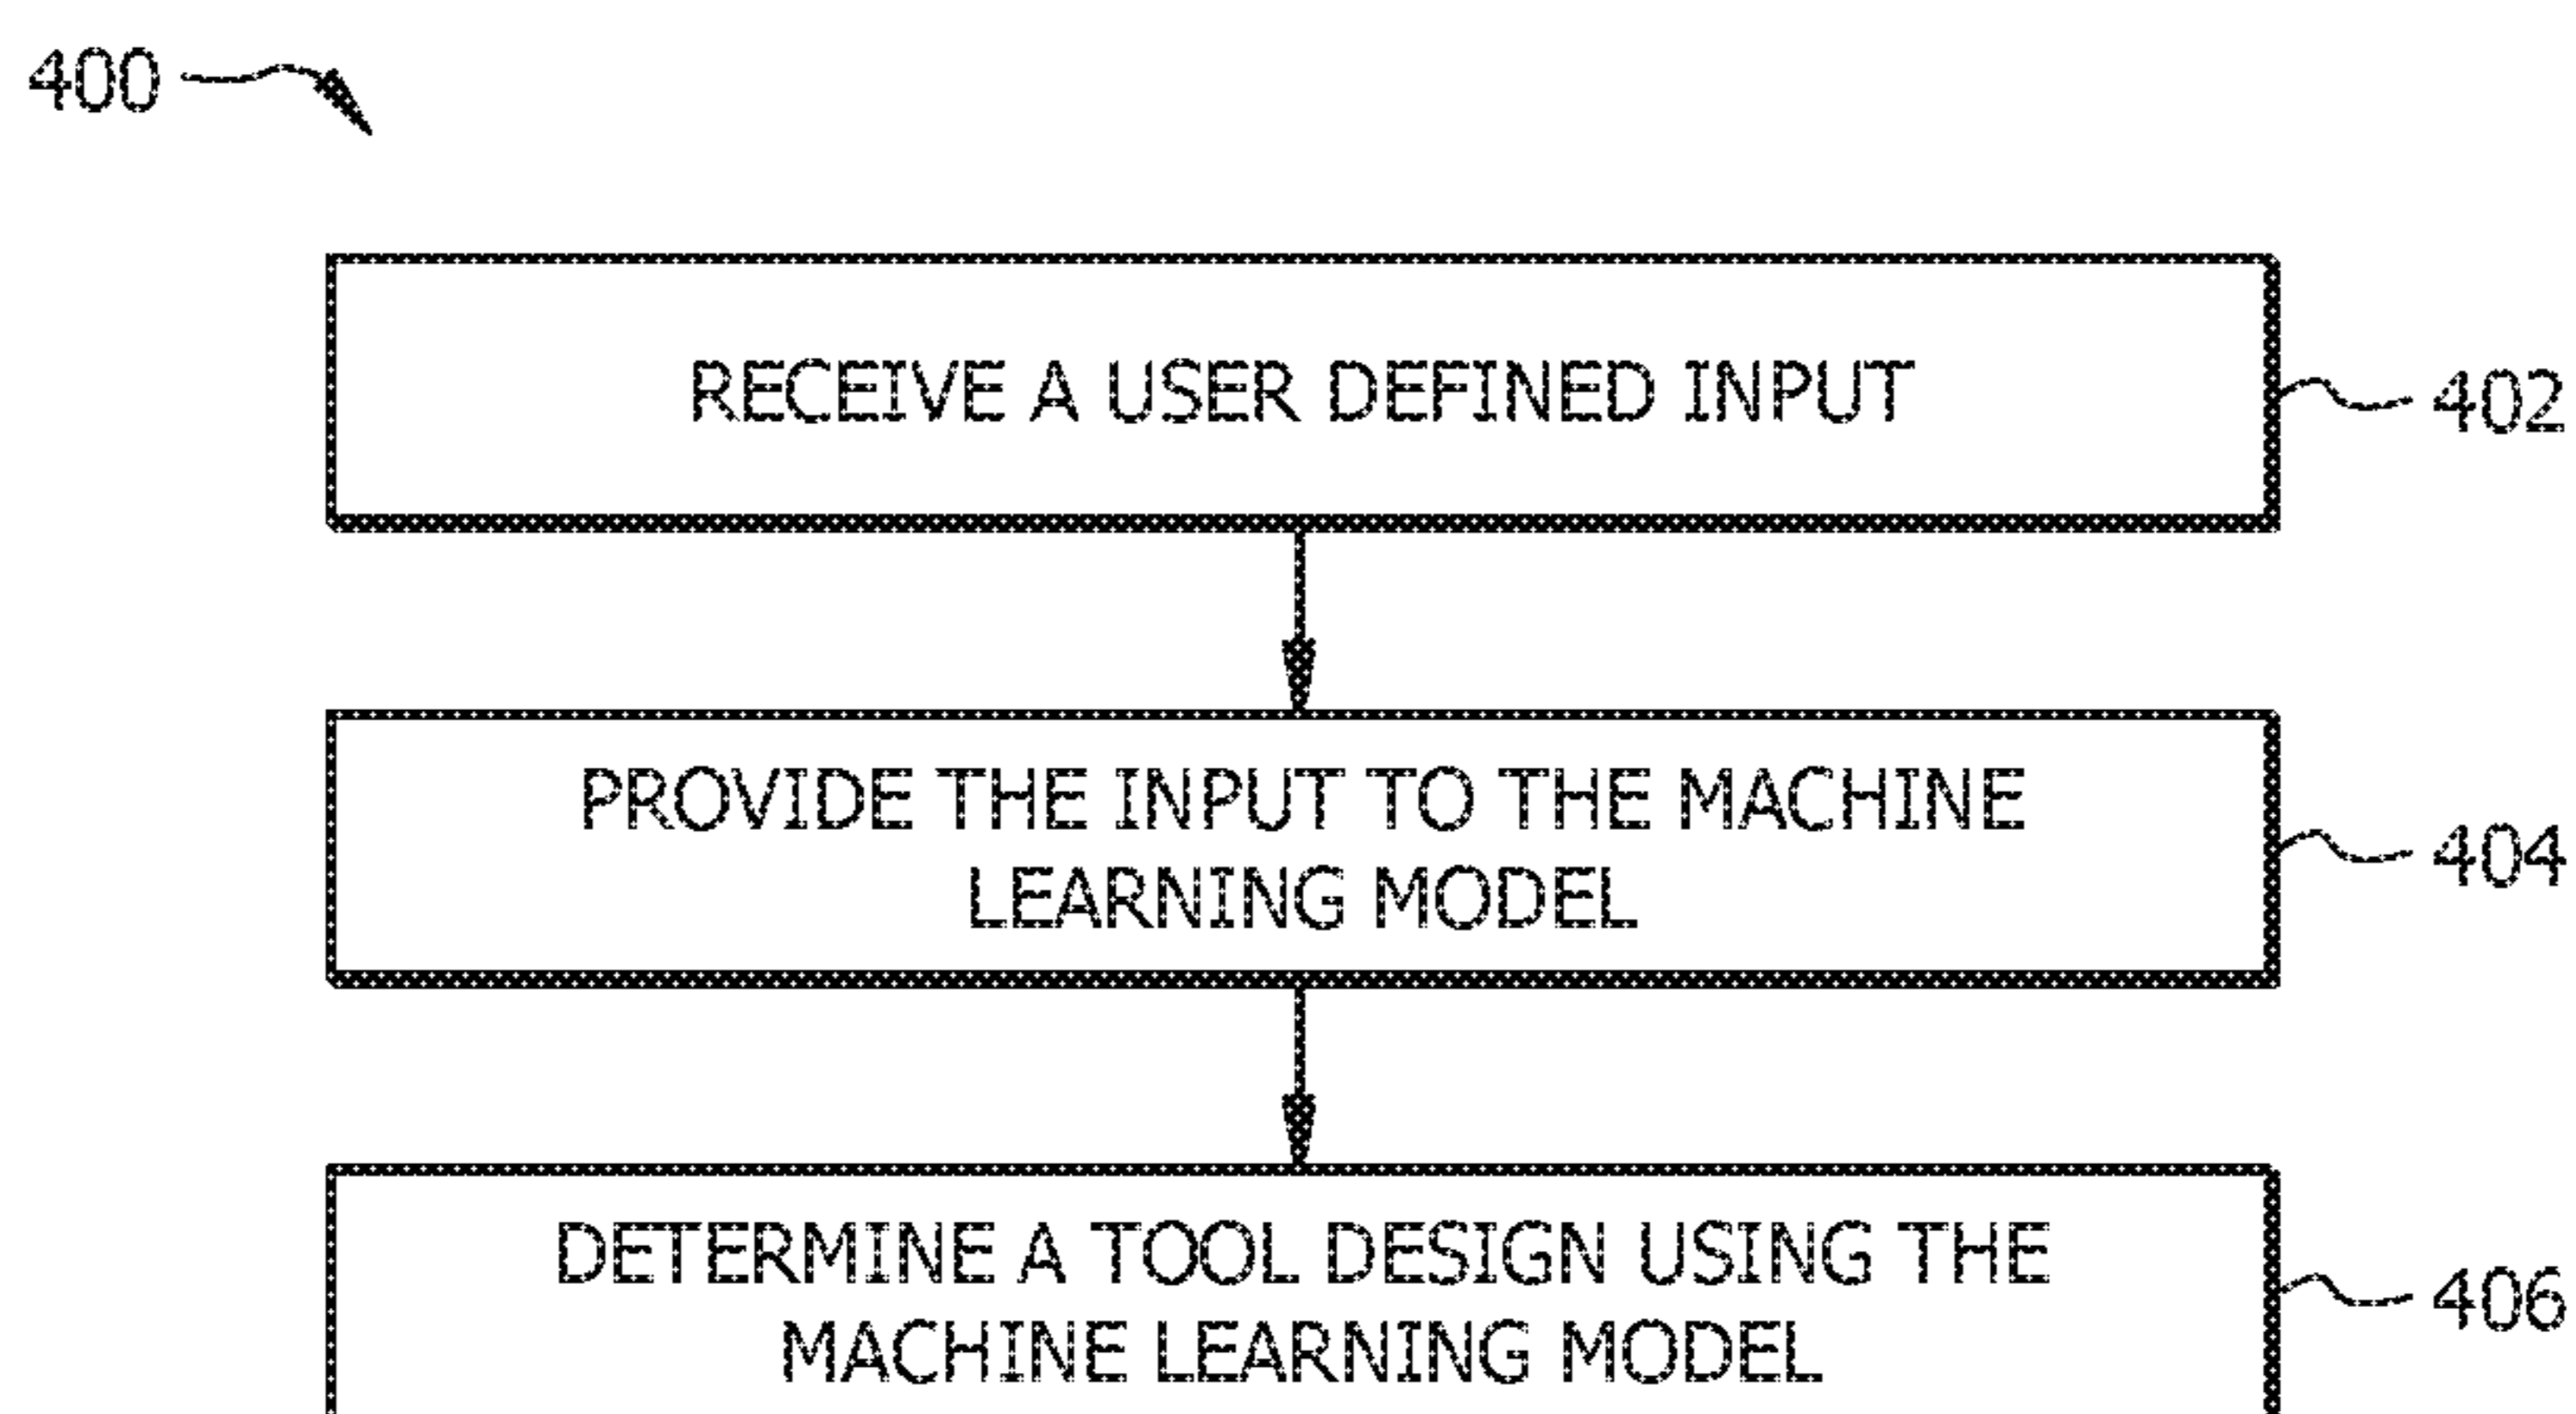 400
RECEIVE A USER DEFINED INPUT
402
PROVIDE THE INPUT TO THE MACHINE
LEARNING MODEL
404
DETERMINE A TOOL DESIGN USING THE
MACHINE LEARNING MODEL
406